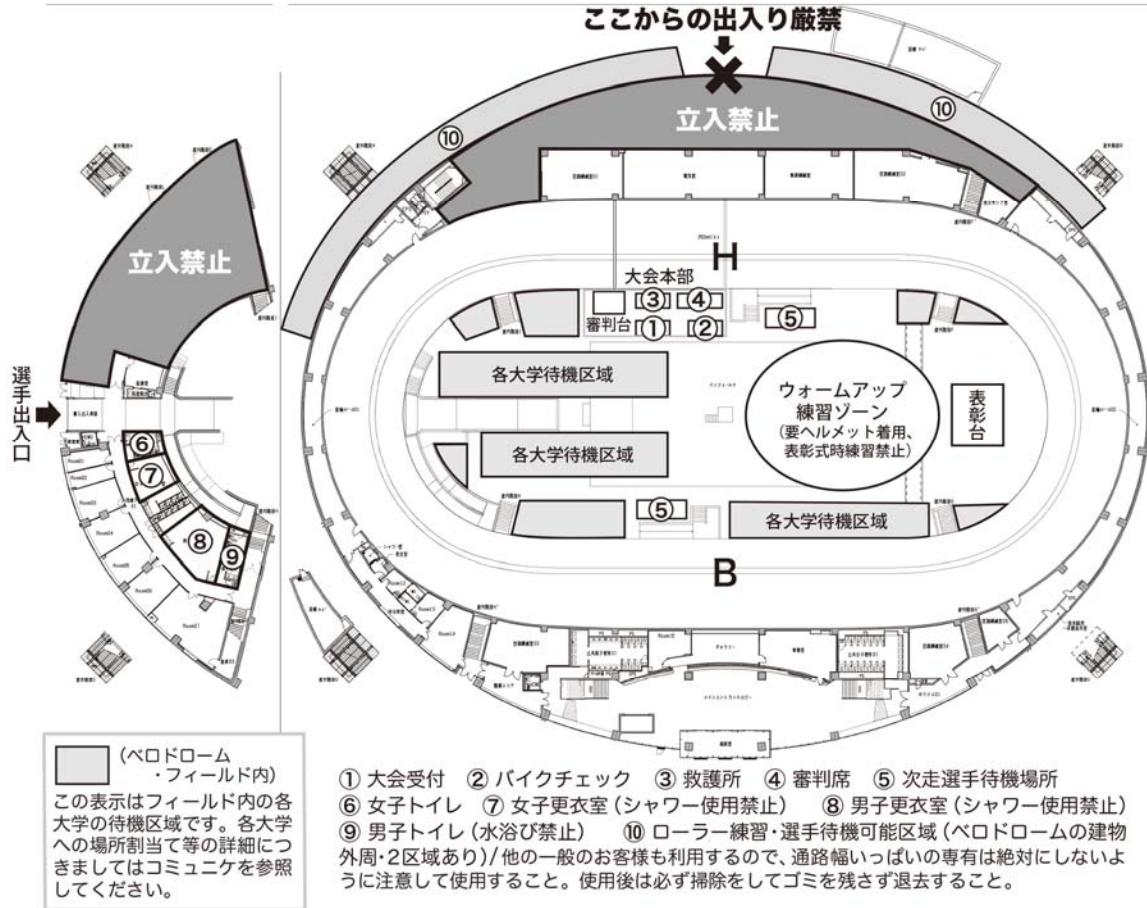 ここからの出入り厳禁
立入禁止
⑩
⑩
立入禁止
H
大会本部
③ ④
審判台
① ②
⑤
各大学待機区域
選手出入口
ウォームアップ
練習ゾーン
(要ヘルメット着用、
表彰式時練習禁止)
表彰台
⑥
⑦
各大学待機区域
⑧
⑨
⑤
各大学待機区域
B
(ベロドローム
・フィールド内)
この表示はフィールド内の各
大学の待機区域です。各大学
への場所割当て等の詳細につ
きましてはコミュニケを参照
してください。
① 大会受付 ② バイクチェック ③ 救護所 ④ 審判席 ⑤ 次走選手待機場所
⑥ 女子トイレ ⑦ 女子更衣室(シャワー使用禁止) ⑧ 男子更衣室(シャワー使用禁止)
⑨ 男子トイレ(水浴び禁止) ⑩ ローラー練習・選手待機可能区域(ベロドロームの建物
外周・2区域あり)/他の一般のお客様も利用するので、通路幅いっぱいの専有は絶対にしないよ
うに注意して使用すること。使用後は必ず掃除をしてゴミを残さず退去すること。